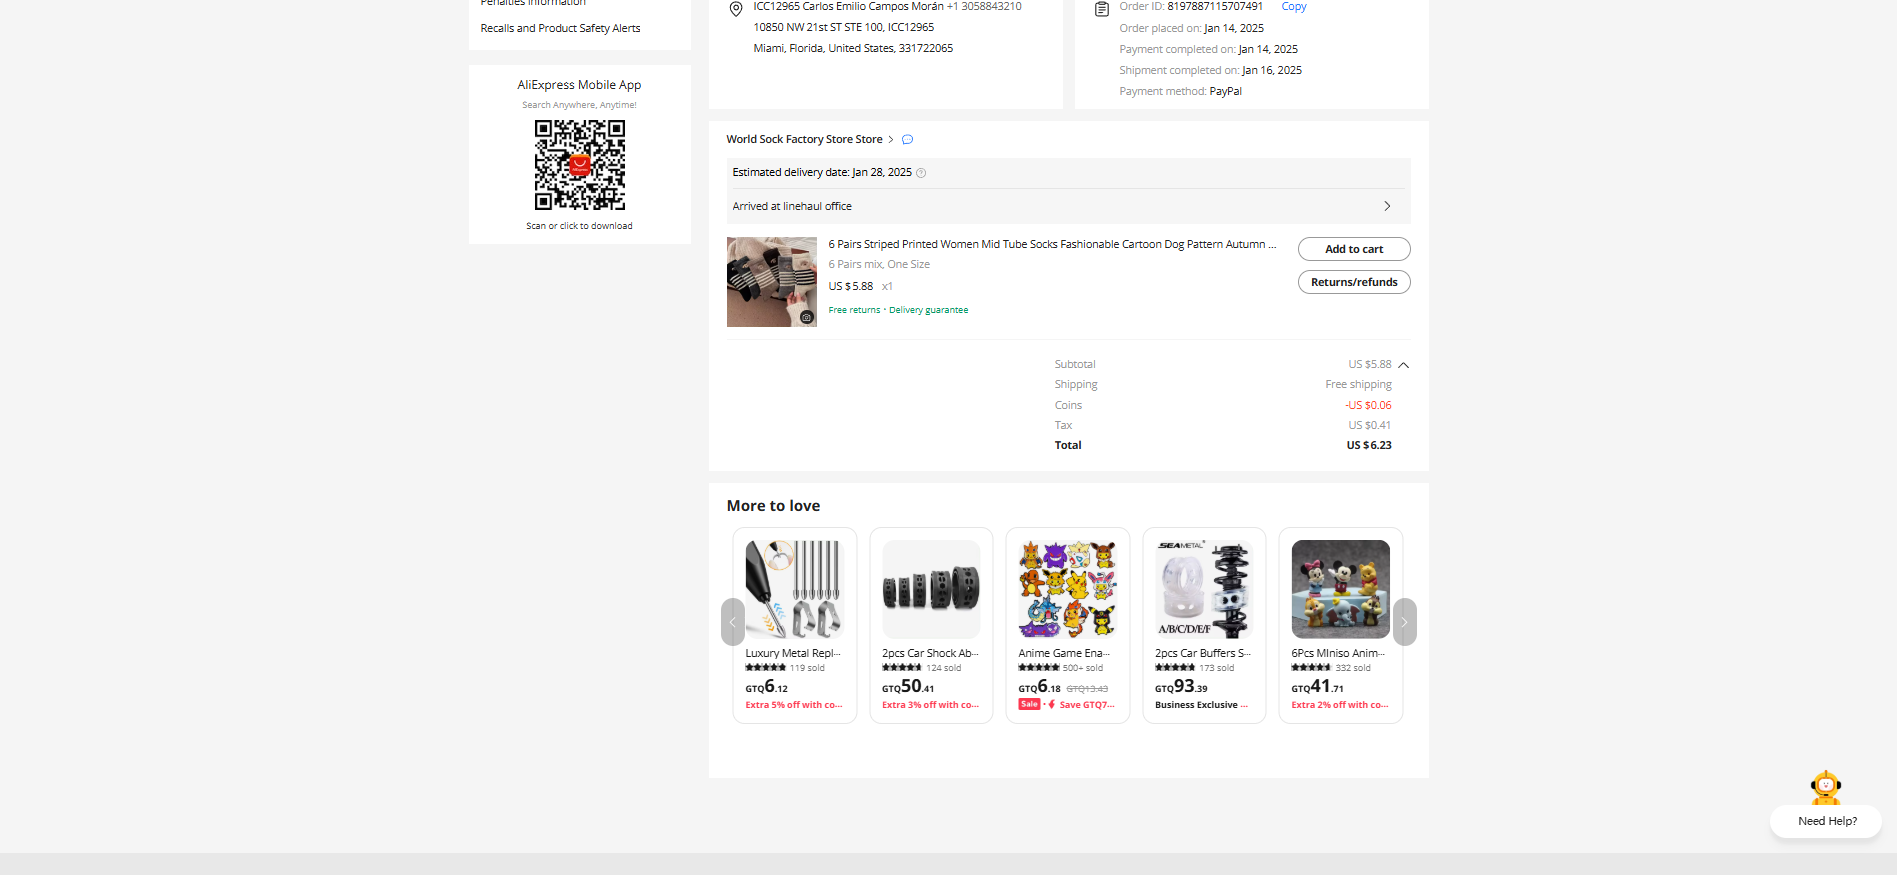 Penalties Information
Recalls and Product Safety Alerts
AliExpress Mobile App
Search Anywhere, Anytime!
Scan or click to download
ICC12965 Carlos Emilio Campos Morán +1 3058843210
10850 NW 21st ST STE 100, ICC12965
Miami, Florida, United States, 331722065
Order ID: 8197887115707491 Copy
Order placed on: Jan 14, 2025
Payment completed on: Jan 14, 2025
Shipment completed on: Jan 16, 2025
Payment method: PayPal
World Sock Factory Store Store
Estimated delivery date: Jan 28, 2025
Arrived at linehaul office
6 Pairs Striped Printed Women Mid Tube Socks Fashionable Cartoon Dog Pattern Autumn ...
6 Pairs mix, One Size
US $5.88 x1
Free returns · Delivery guarantee
Add to cart
Returns/refunds
Subtotal US $5.88
Shipping Free shipping
Coins -US $0.06
Tax US $0.41
Total US $6.23
More to love
Luxury Metal Repl...
119 sold
GTQ6.12
Extra 5% off with co...
2pcs Car Shock Ab...
124 sold
GTQ50.41
Extra 3% off with co...
Anime Game Ena...
500+ sold
GTQ6.18 GTQ13.43
Sale · Save GTQ7...
SEAMETAL
A/B/C/D/E/F
2pcs Car Buffers S...
173 sold
GTQ93.39
Business Exclusive ...
6Pcs MIniso Anim...
332 sold
GTQ41.71
Extra 2% off with co...
Need Help?